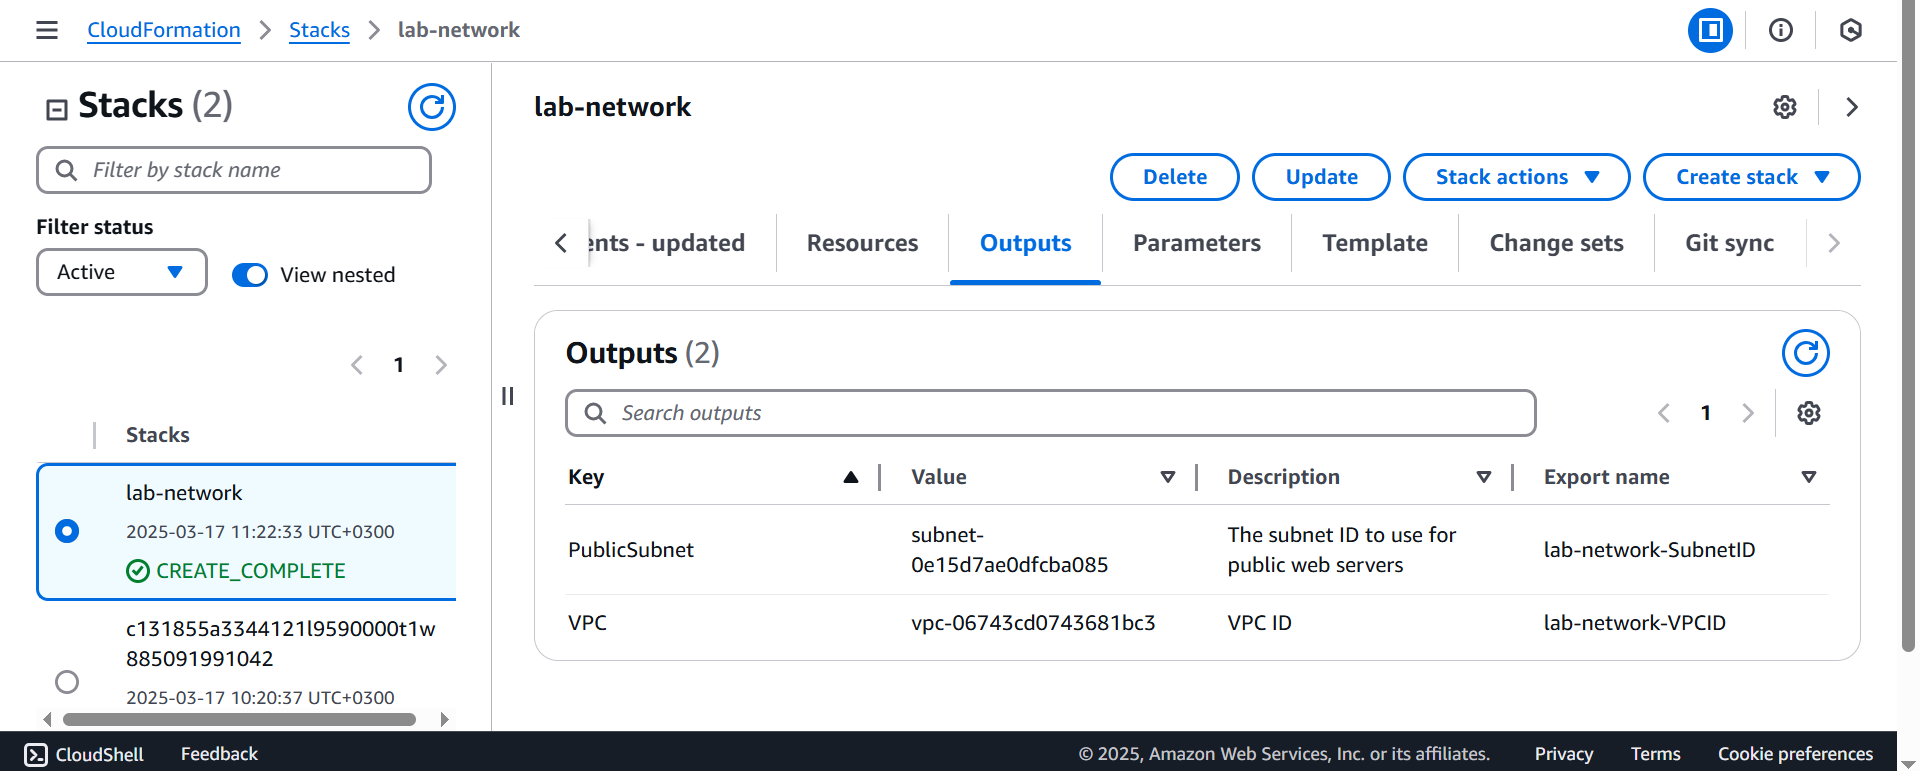 CloudFormation > Stacks > lab-network
Stacks (2)
Filter by stack name
Filter status
Active
View nested
1
Stacks
lab-network
2025-03-17 11:22:33 UTC+0300
CREATE_COMPLETE
c131855a3344121l9590000t1w
885091991042
2025-03-17 10:20:37 UTC+0300
lab-network
Delete Update Stack actions Create stack
ents - updated Resources Outputs Parameters Template Change sets Git sync
Outputs (2)
Search outputs
1
Key Value Description Export name
PublicSubnet subnet-0e15d7ae0dfcba085 The subnet ID to use for public web servers lab-network-SubnetID
VPC vpc-06743cd0743681bc3 VPC ID lab-network-VPCID
CloudShell Feedback © 2025, Amazon Web Services, Inc. or its affiliates. Privacy Terms Cookie preferences